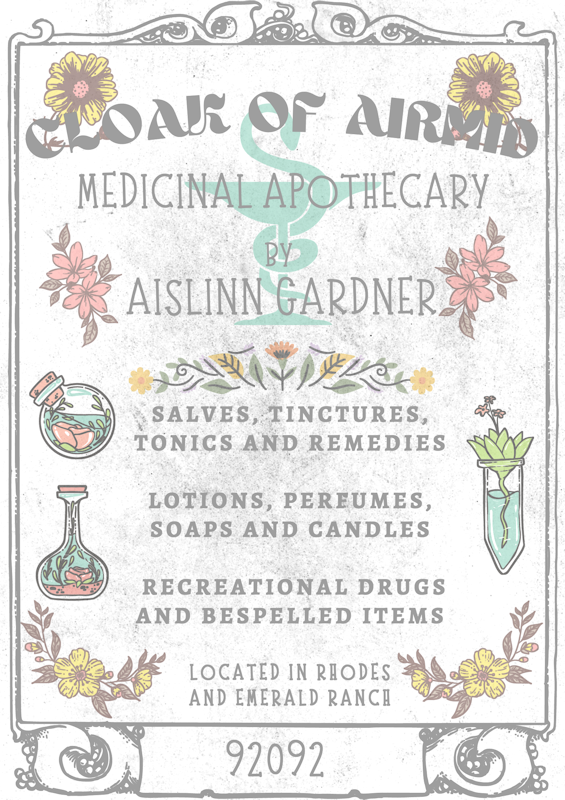 CLOAK OF AIRMID
MEDICINAL APOTHECARY
BY
AISLINN GARDNER
SALVES, TINCTURES,
TONICS AND REMEDIES
LOTIONS, PERFUMES,
SOAPS AND CANDLES
RECREATIONAL DRUGS
AND BESPELLED ITEMS
LOCATED IN RHODES
AND EMERALD RANCH
92092